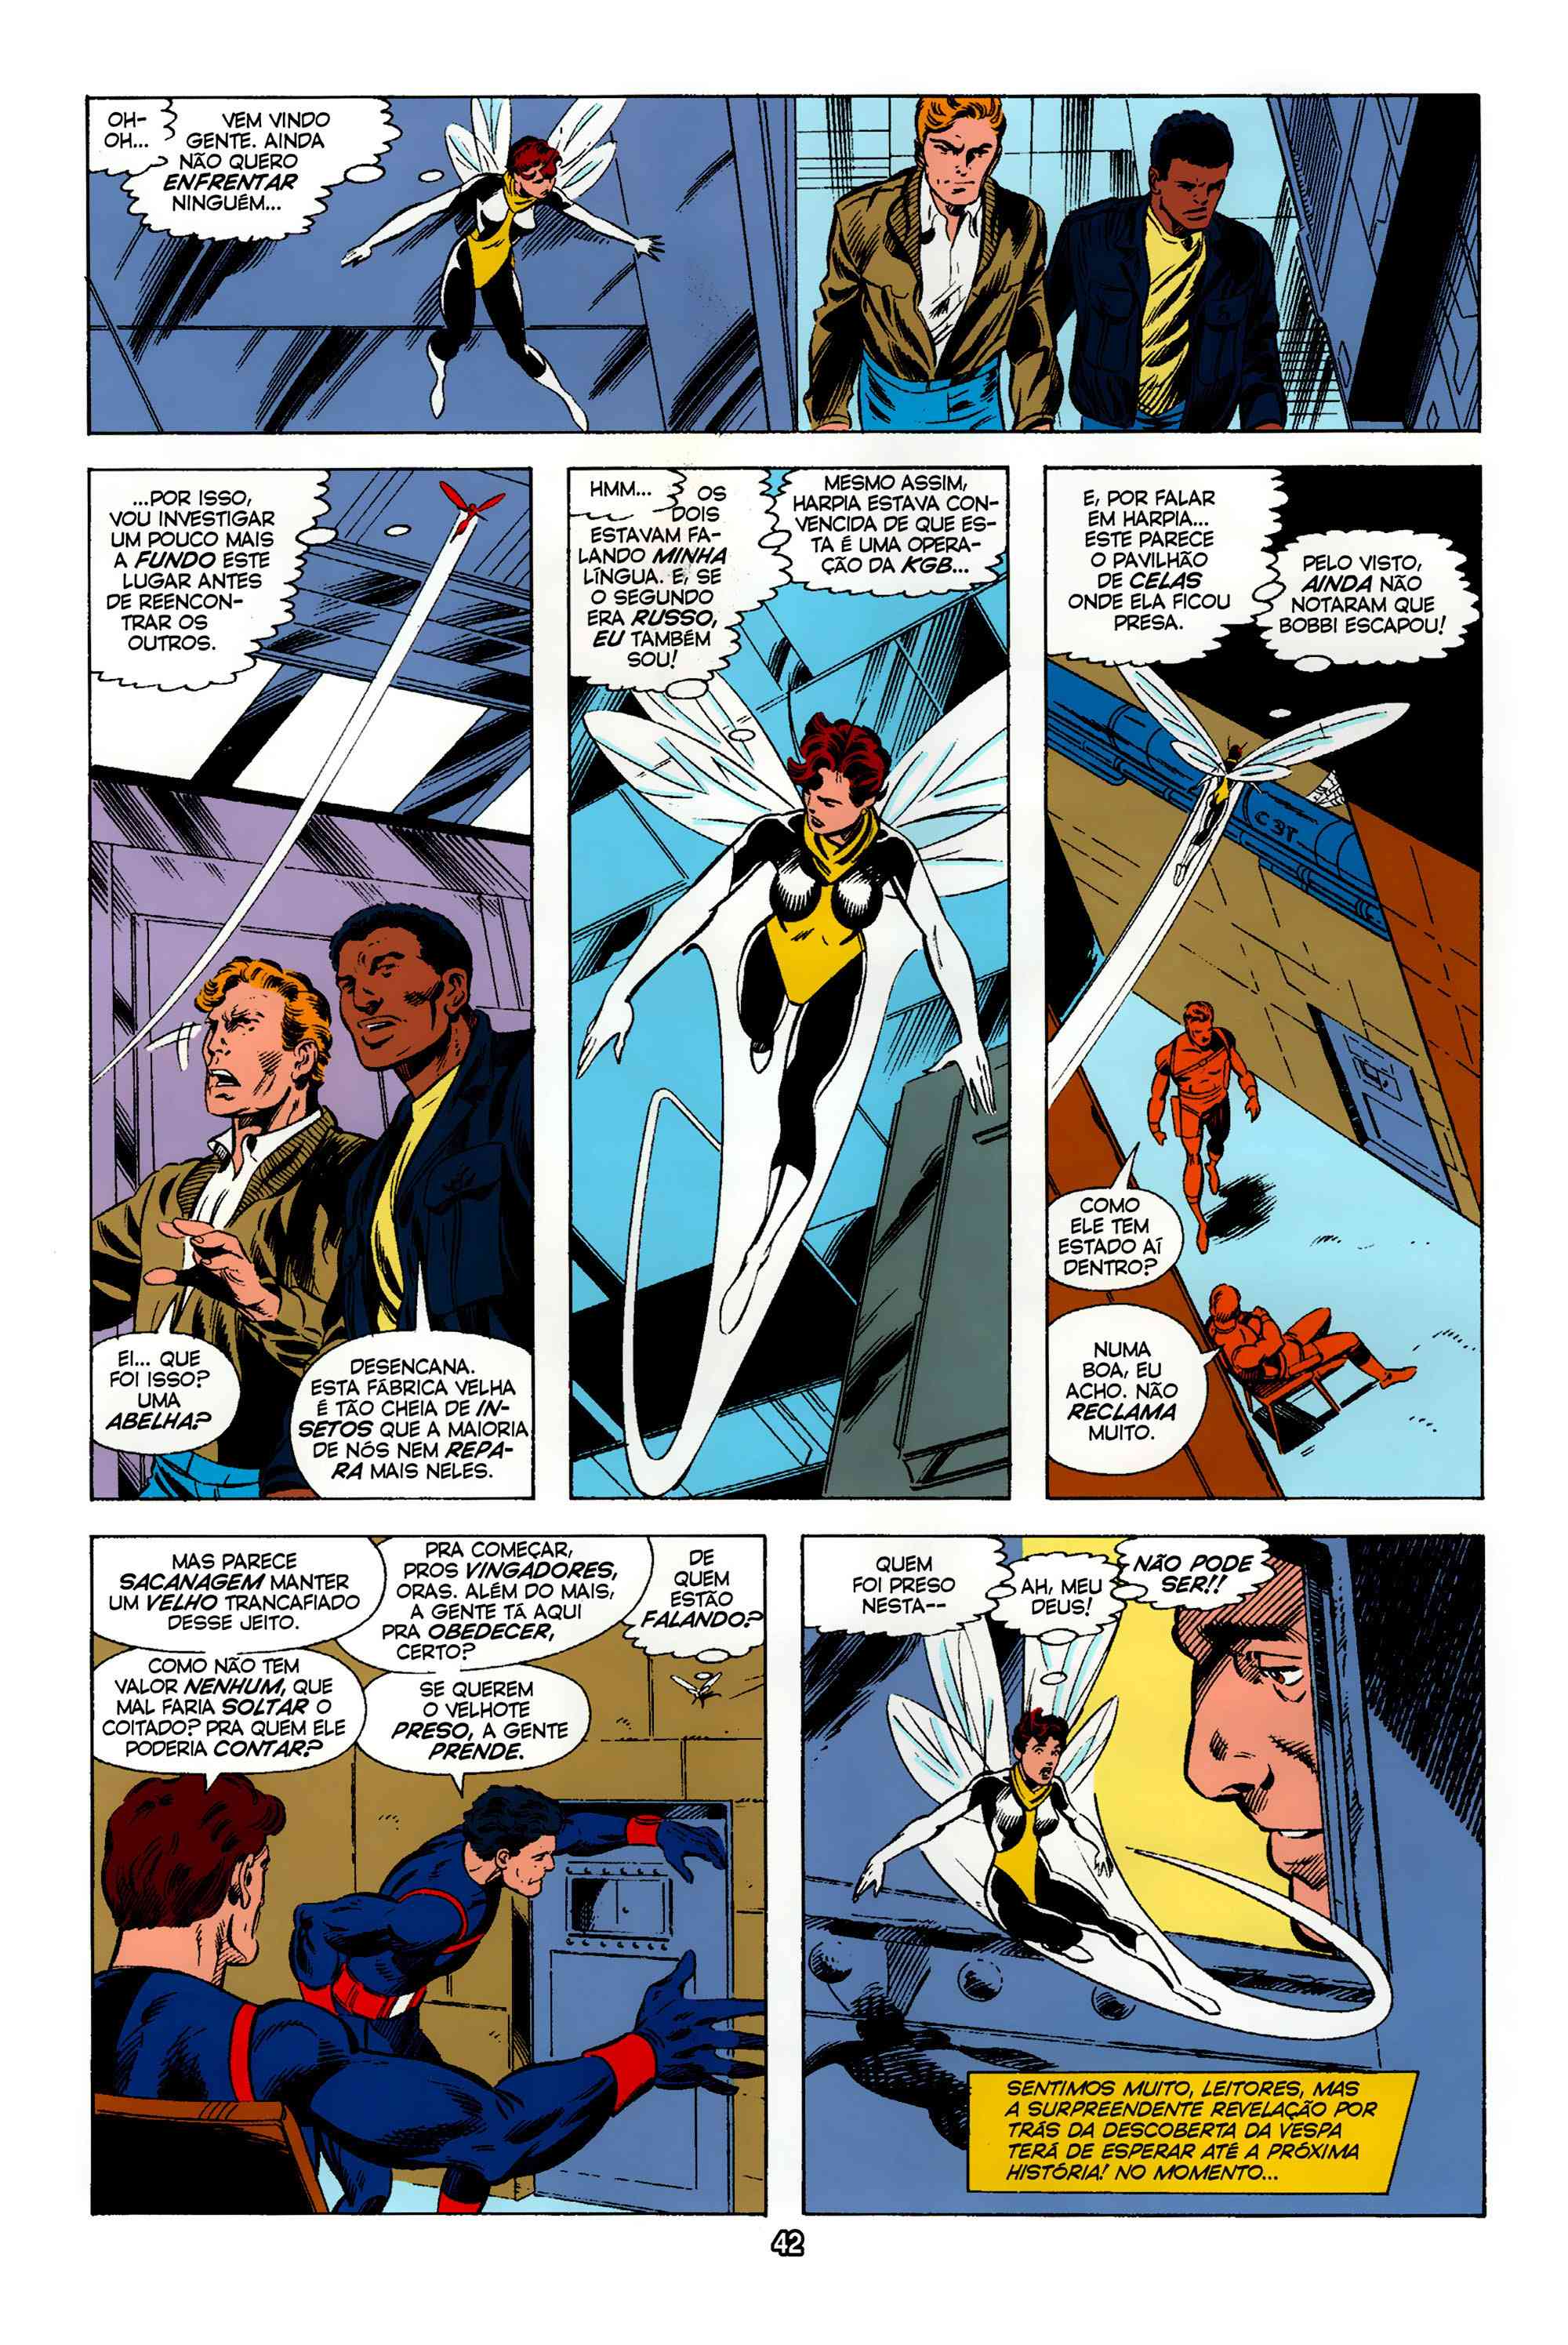 OH-
OH...
VEM VINDO
GENTE. AINDA
NÃO QUERO
ENFRENTAR
NINGUÉM...
...POR ISSO,
VOU INVESTIGAR
UM POUCO MAIS
A FUNDO ESTE
LUGAR ANTES
DE REENCON-
TRAR OS
OUTROS.
EI... QUE
FOI ISSO?
UMA
ABELHA?
DESENCANA.
ESTA FÁBRICA VELHA
É TÃO CHEIA DE IN-
SETOS QUE A MAIORIA
DE NÓS NEM REPA-
RA MAIS NELES.
HMM...
OS
DOIS
ESTAVAM FA-
LANDO MINHA
LÍNGUA. E, SE
O SEGUNDO
ERA RUSSO,
EU TAMBÉM
SOU!
MESMO ASSIM,
HARPIA ESTAVA CON-
VENCIDA DE QUE ES-
TA É UMA OPERA-
ÇÃO DA KGB...
E, POR FALAR
EM HARPIA...
ESTE PARECE
O PAVILHÃO
DE CELAS
ONDE ELA FICOU
PRESA.
PELO VISTO,
AINDA NÃO
NOTARAM QUE
BOBBI ESCAPOU!
C3T
COMO
ELE TEM
ESTADO AÍ
DENTRO?
NUMA
BOA, EU
ACHO. NÃO
RECLAMA
MUITO.
MAS PARECE
SACANAGEM MANTER
UM VELHO TRANCAFIADO
DESSE JEITO.
PRA COMEÇAR,
PROS VINGADORES,
ORAS. ALÉM DO MAIS,
A GENTE TÁ AQUI
PRA OBEDECER,
CERTO?
DE
QUEM
ESTÃO
FALANDO?
COMO NÃO TEM
VALOR NENHUM, QUE
MAL FARIA SOLTAR O
COITADO? PRA QUEM ELE
PODERIA CONTAR?
SE QUEREM
O VELHOTE
PRESO, A GENTE
PRENDE.
QUEM
FOI PRESO
NESTA--
AH, MEU
DEUS!
NÃO PODE
SER!!
SENTIMOS MUITO, LEITORES, MAS
A SURPREENDENTE REVELAÇÃO POR
TRÁS DA DESCOBERTA DA VESPA
TERÁ DE ESPERAR ATÉ A PRÓXIMA
HISTÓRIA! NO MOMENTO...
42